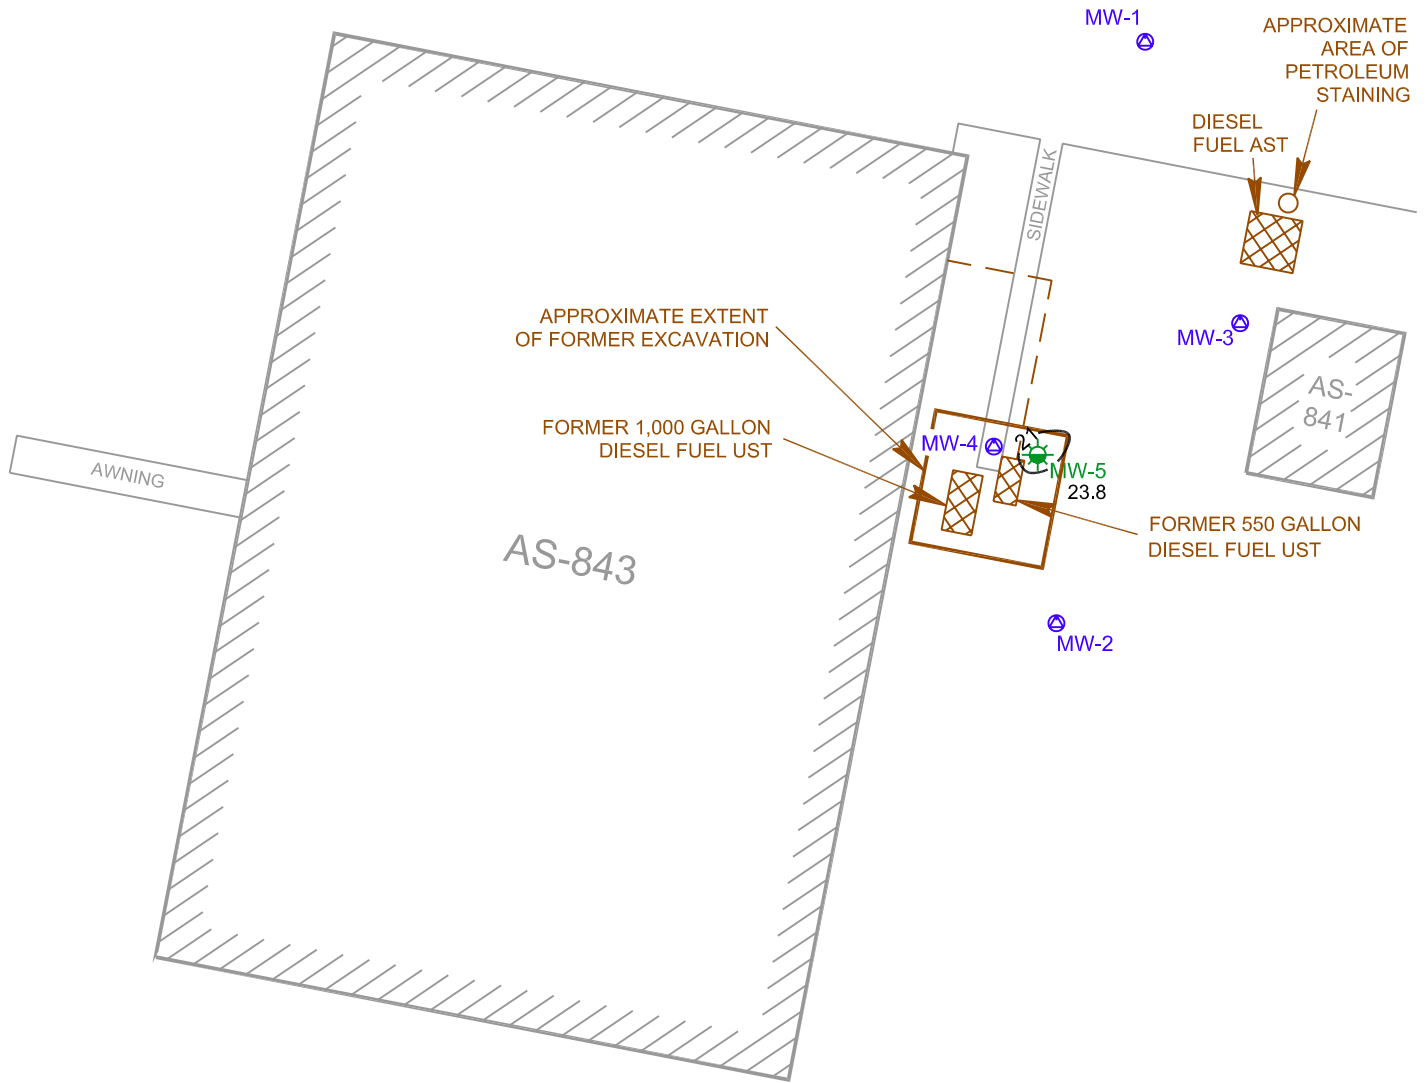 MW-1
APPROXIMATE
AREA OF
PETROLEUM
STAINING
DIESEL
FUEL AST
SIDEWALK
APPROXIMATE EXTENT
OF FORMER EXCAVATION
MW-3
AS-
841
FORMER 1,000 GALLON
DIESEL FUEL UST
MW-4
2.1
MW-5
23.8
AWNING
FORMER 550 GALLON
DIESEL FUEL UST
AS-843
MW-2